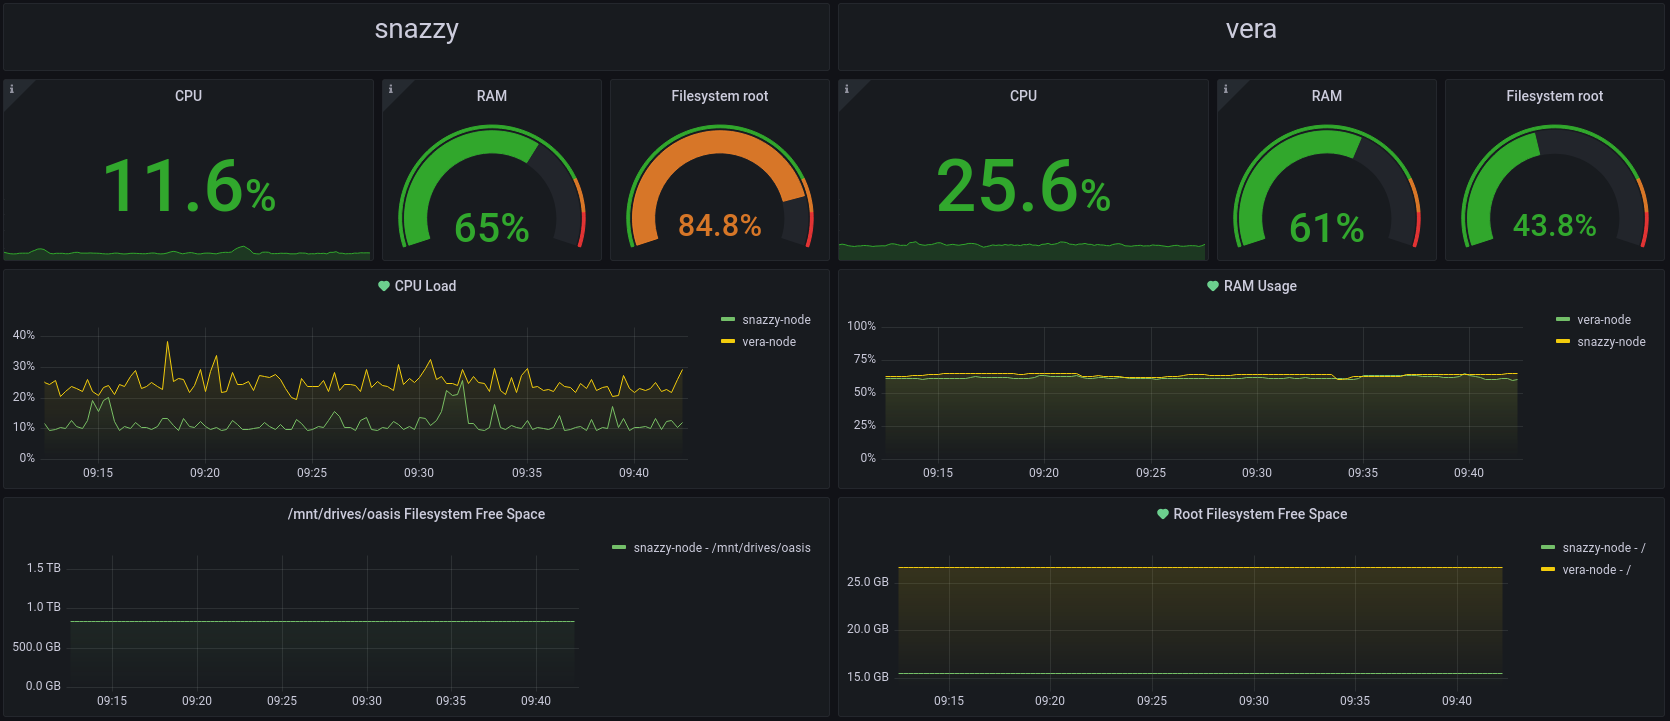 snazzy
vera
CPU
RAM
Filesystem root
CPU
RAM
Filesystem root
11.6%
65%
84.8%
25.6%
61%
43.8%
CPU Load
40%
30%
20%
10%
0%
09:15 09:20 09:25 09:30 09:35 09:40
snazzy-node
vera-node
RAM Usage
100%
75%
50%
25%
0%
09:15 09:20 09:25 09:30 09:35 09:40
vera-node
snazzy-node
/mnt/drives/oasis Filesystem Free Space
1.5 TB
1.0 TB
500.0 GB
0.0 GB
09:15 09:20 09:25 09:30 09:35 09:40
snazzy-node - /mnt/drives/oasis
Root Filesystem Free Space
25.0 GB
20.0 GB
15.0 GB
09:15 09:20 09:25 09:30 09:35 09:40
snazzy-node - /
vera-node - /